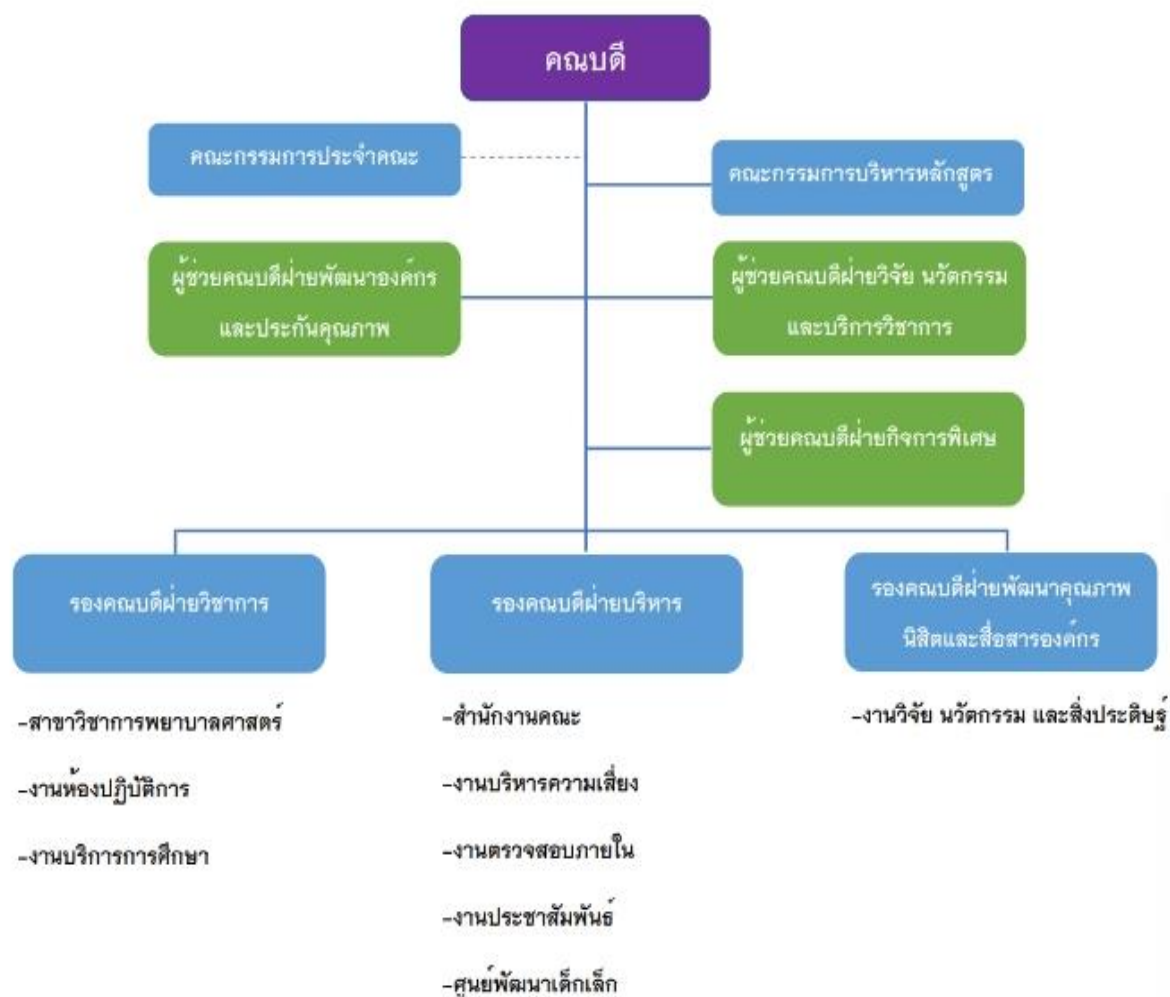 คณบดี
คณะกรรมการประจำคณะ
คณะกรรมการบริหารหลักสูตร
ผู้ช่วยคณบดีฝ่ายพัฒนาองค์กร
และประกันคุณภาพ
ผู้ช่วยคณบดีฝ่ายวิจัย นวัตกรรม
และบริการวิชาการ
ผู้ช่วยคณบดีฝ่ายกิจการพิเศษ
รองคณบดีฝ่ายวิชาการ
-สาขาวิชาการพยาบาลศาสตร์
-งานห้องปฏิบัติการ
-งานบริการการศึกษา
รองคณบดีฝ่ายบริหาร
-สำนักงานคณะ
-งานบริหารความเสี่ยง
-งานตรวจสอบภายใน
-งานประชาสัมพันธ์
-ศูนย์พัฒนาเด็กเล็ก
รองคณบดีฝ่ายพัฒนาคุณภาพ
นิสิตและสื่อสารองค์กร
-งานวิจัย นวัตกรรม และสิ่งประดิษฐ์